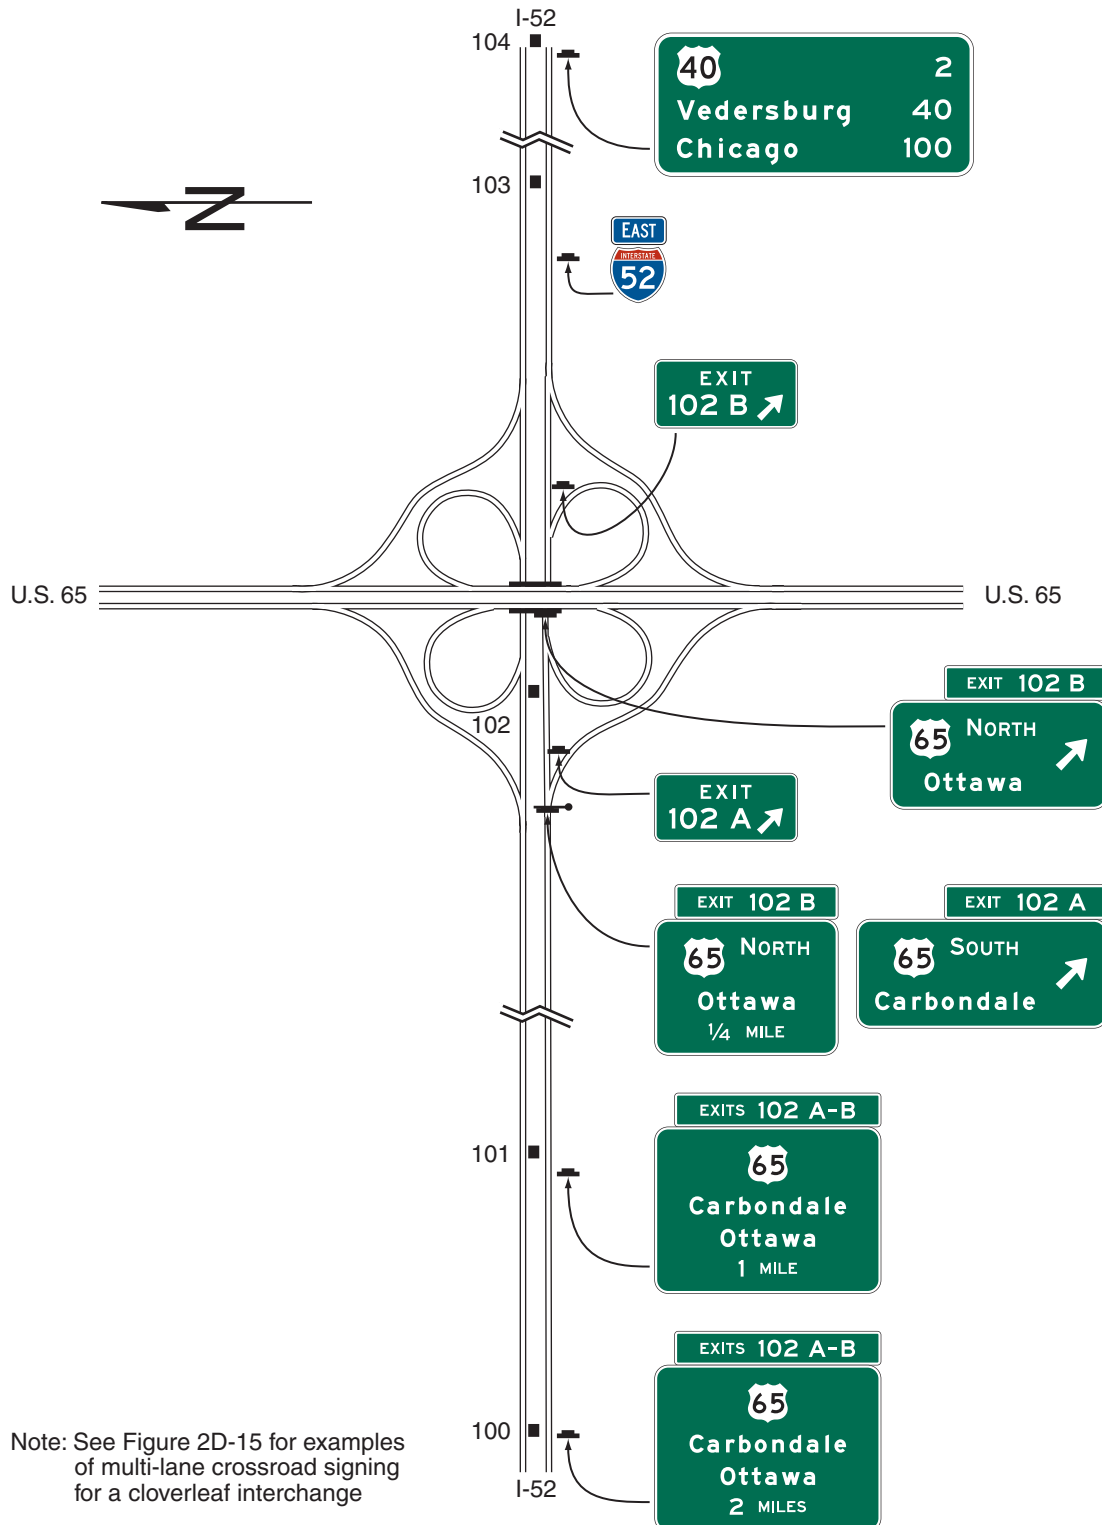 I-52
104
40 2
Vedersburg 40
Chicago 100
103
N
EAST
INTERSTATE
52
EXIT
102 B
U.S. 65
U.S. 65
EXIT 102 B
65 NORTH
Ottawa
102
EXIT
102 A
EXIT 102 B
65 NORTH
Ottawa
1/4 MILE
EXIT 102 A
65 SOUTH
Carbondale
EXITS 102 A-B
65
Carbondale
Ottawa
1 MILE
101
EXITS 102 A-B
65
Carbondale
Ottawa
2 MILES
100
I-52
Note: See Figure 2D-15 for examples
of multi-lane crossroad signing
for a cloverleaf interchange